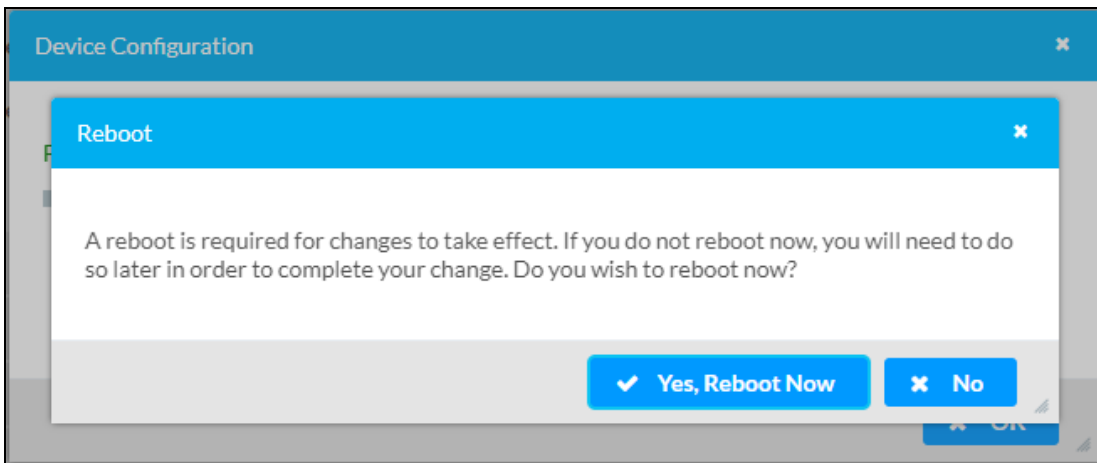 Device Configuration
Reboot
A reboot is required for changes to take effect. If you do not reboot now, you will need to do
so later in order to complete your change. Do you wish to reboot now?
Yes, Reboot Now
No
OK